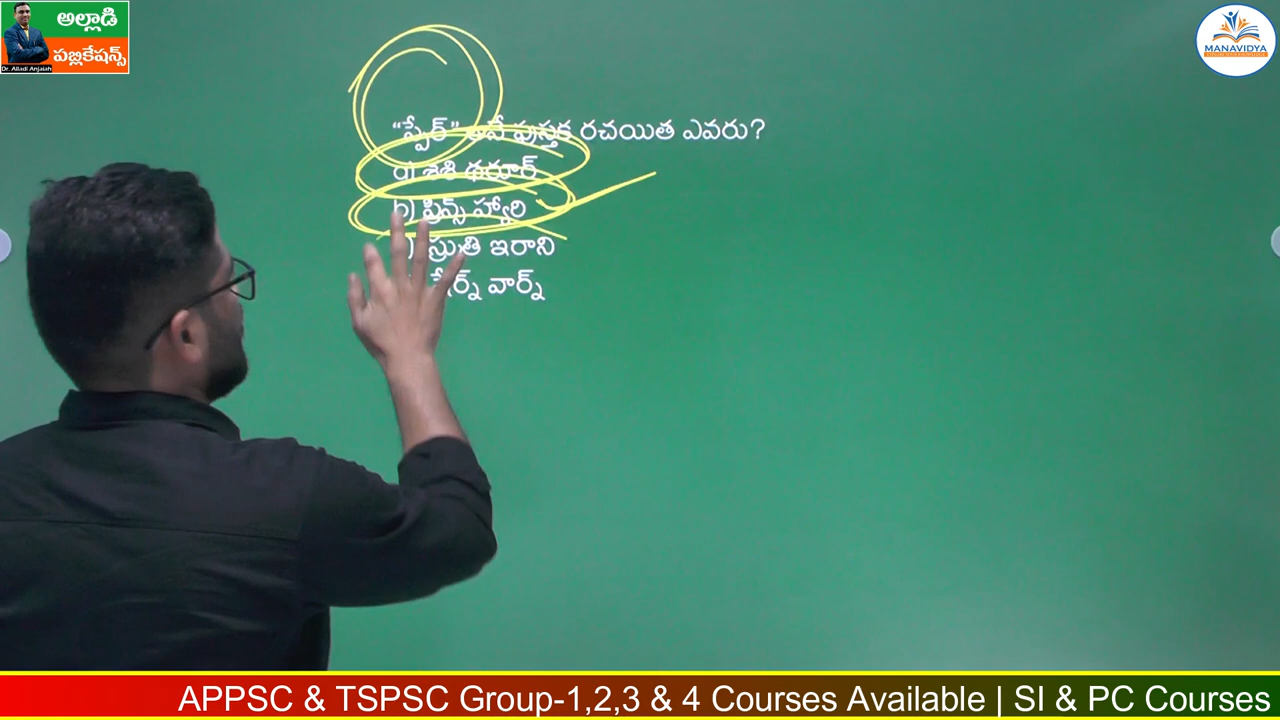 అల్లాడి
పబ్లికేషన్స్
Dr. Alladi Anjaiah
MANAVIDYA
“స్పేర్” అనే పుస్తక రచయిత ఎవరు?
a) శశి థరూర్
b) ప్రిన్స్ హ్యారి
స్మ్రుతి ఇరాని
వార్న్
APPSC & TSPSC Group-1,2,3 & 4 Courses Available | SI & PC Courses